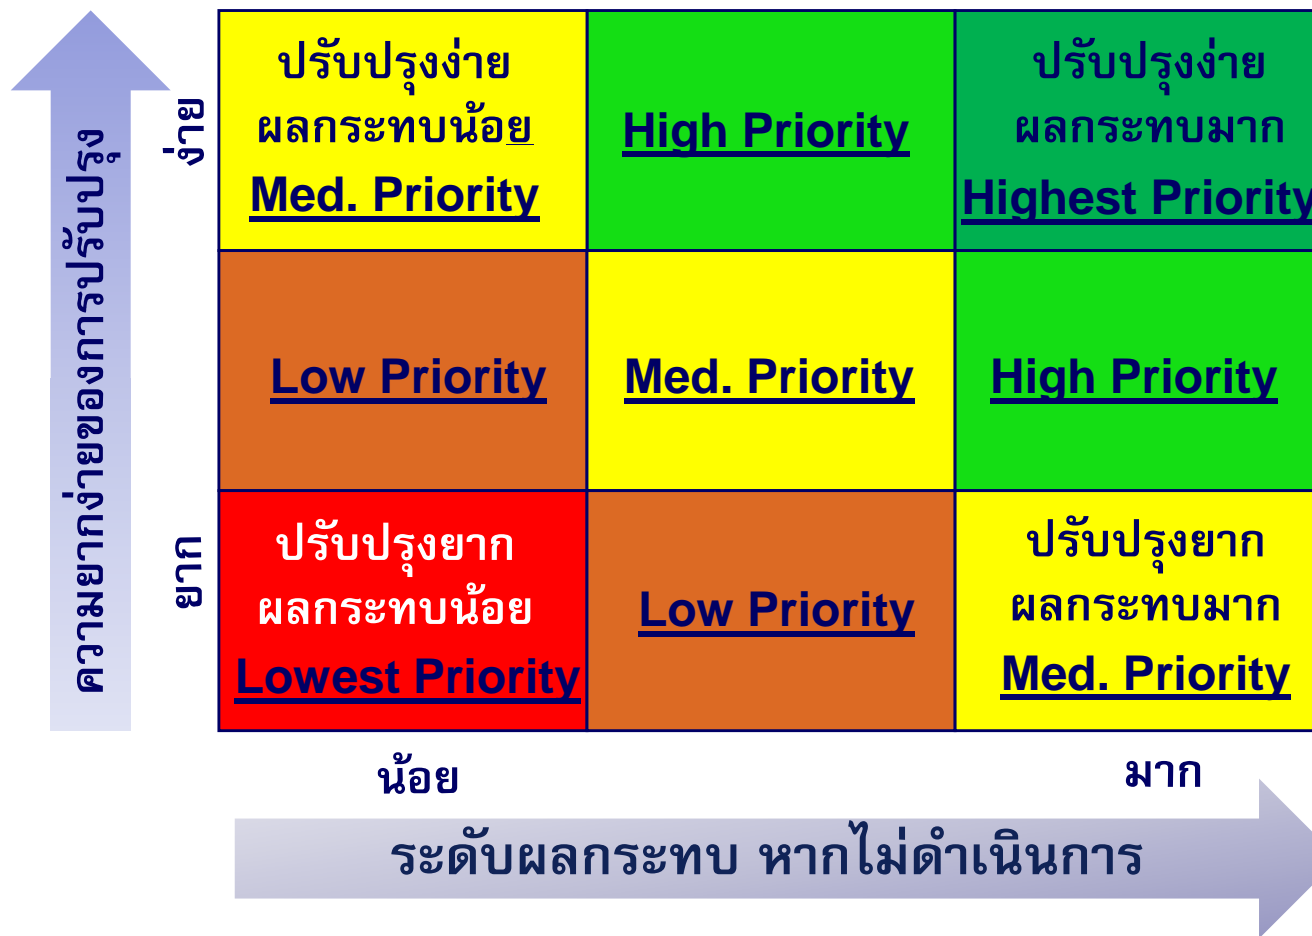 ความยากง่ายของการปรับปรุง
ง่าย
ปรับปรุงง่าย
ผลกระทบน้อย
Med. Priority
High Priority
ปรับปรุงง่าย
ผลกระทบมาก
Highest Priority
Low Priority
Med. Priority
High Priority
ยาก
ปรับปรุงยาก
ผลกระทบน้อย
Lowest Priority
Low Priority
ปรับปรุงยาก
ผลกระทบมาก
Med. Priority
น้อย
มาก
ระดับผลกระทบ หากไม่ดำเนินการ